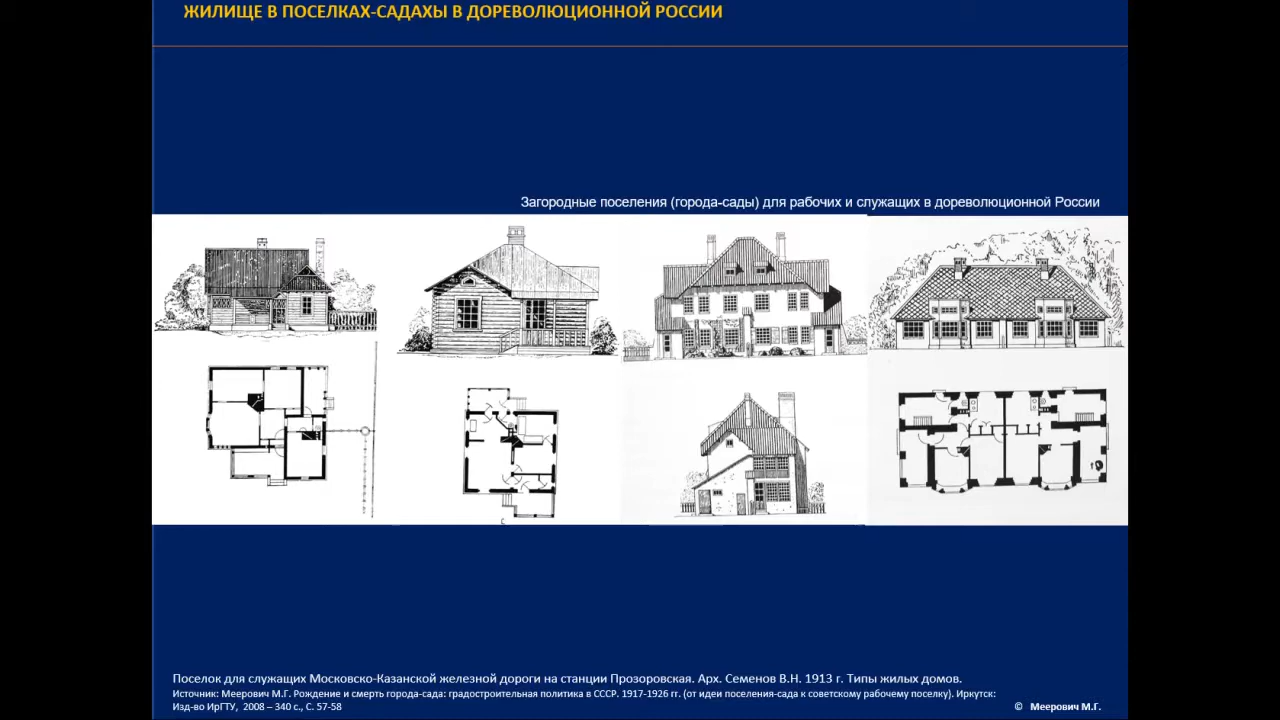 ЖИЛИЩЕ В ПОСЕЛКАХ-САДАХЫ В ДОРЕВОЛЮЦИОННОЙ РОССИИ
Загородные поселения (города-сады) для рабочих и служащих в дореволюционной России
Поселок для служащих Московско-Казанской железной дороги на станции Прозоровская. Арх. Семенов В.Н. 1913 г. Типы жилых домов.
Источник: Меерович М.Г. Рождение и смерть города-сада: градостроительная политика в СССР. 1917-1926 гг. (от идеи поселения-сада к советскому рабочему поселку). Иркутск:
Изд-во ИрГТУ, 2008 – 340 с., С. 57-58
© Меерович М.Г.